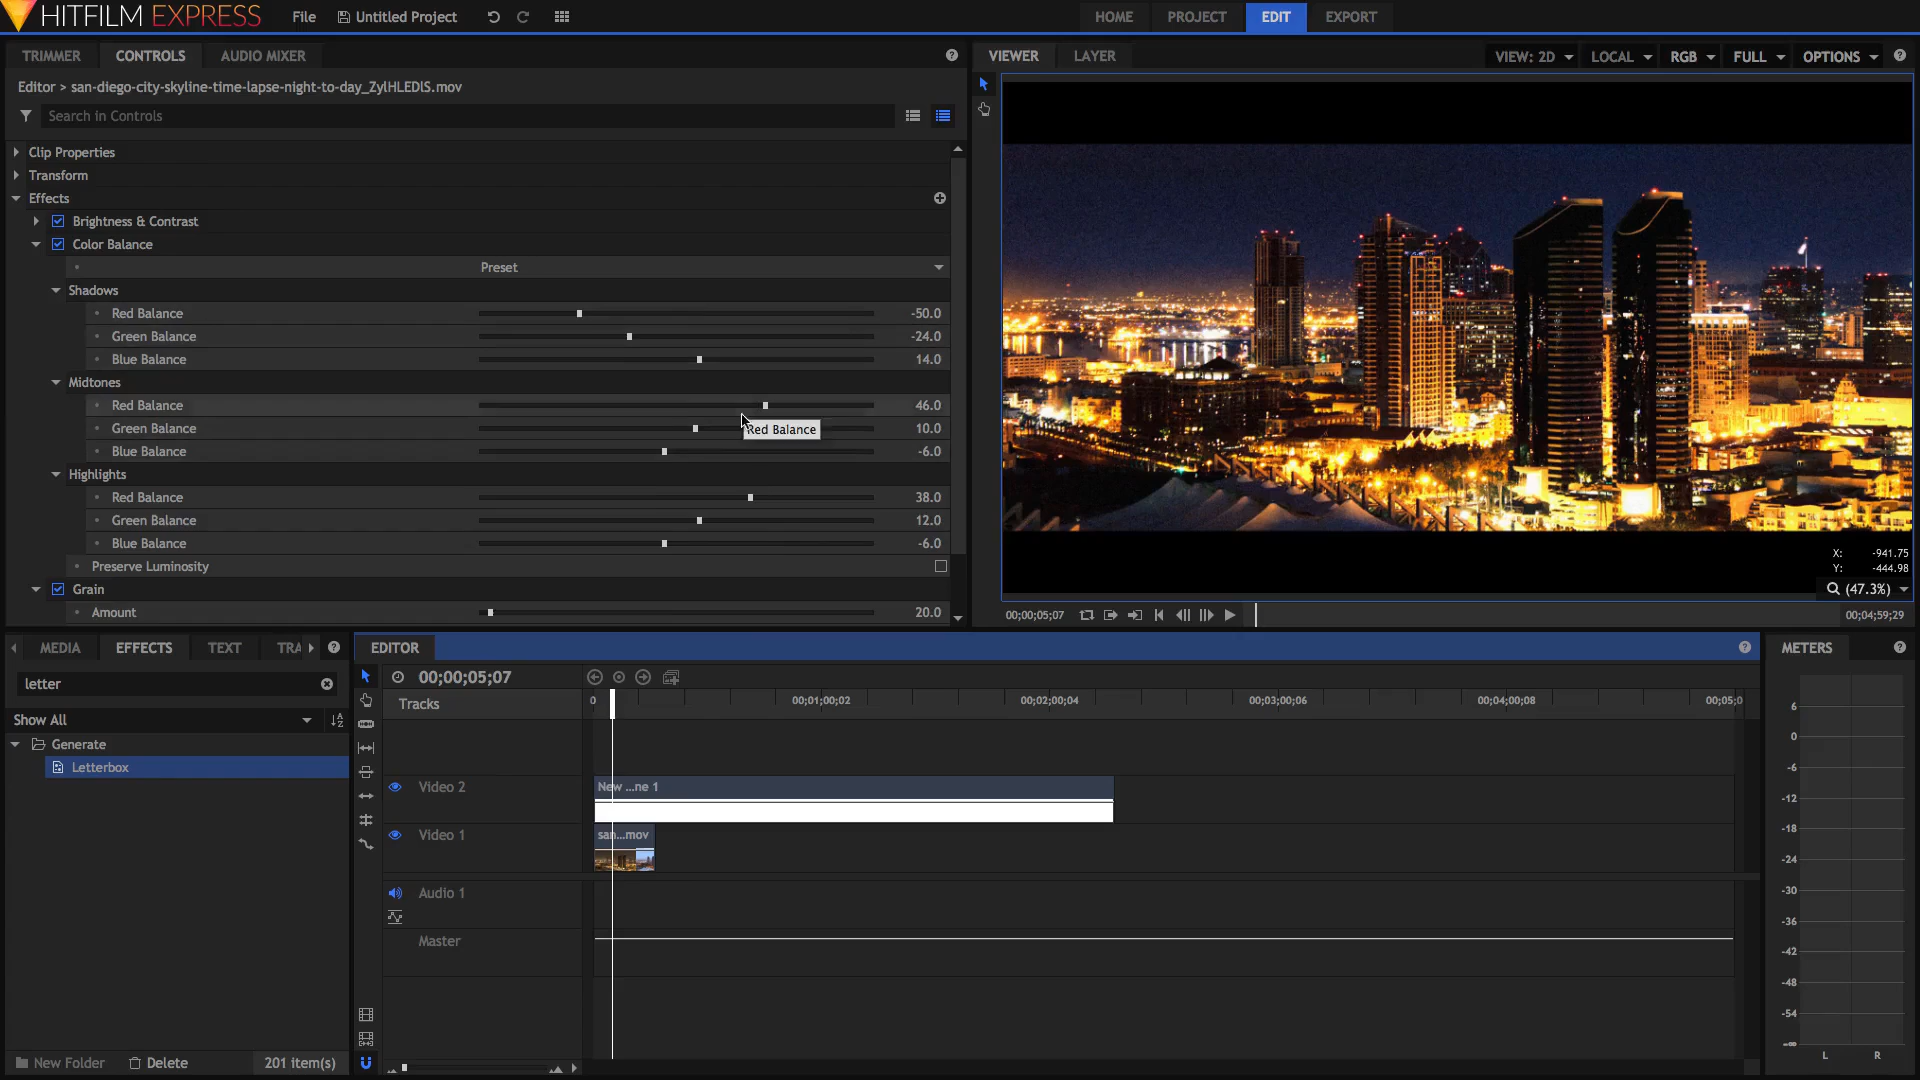 HITFILM EXPRESS
File
Untitled Project
HOME
PROJECT
EDIT
EXPORT
TRIMMER
CONTROLS
AUDIO MIXER
Editor > san-diego-city-skyline-time-lapse-night-to-day_ZylHLEDlS.mov
Search in Controls
Clip Properties
Transform
Effects
Brightness & Contrast
Color Balance
Preset
Shadows
Red Balance -50.0
Green Balance -24.0
Blue Balance 14.0
Midtones
Red Balance 46.0
Green Balance 10.0
Red Balance
Blue Balance -6.0
Highlights
Red Balance 38.0
Green Balance 12.0
Blue Balance -6.0
Preserve Luminosity
Grain
Amount 20.0
VIEWER
LAYER
VIEW: 2D
LOCAL
RGB
FULL
OPTIONS
X: -941.75
Y: -444.98
(47.3%)
00;00;05;07
00;04;59;29
MEDIA
EFFECTS
TEXT
TRA
letter
Show All
Generate
Letterbox
New Folder
Delete
201 item(s)
EDITOR
00;00;05;07
Tracks
0
00;01;00;02
00;02;00;04
00;03;00;06
00;04;00;08
00;05;0
Video 2
New ...ne 1
Video 1
san...mov
Audio 1
Master
METERS
6
0
-6
-12
-18
-24
-30
-36
-42
-48
-54
-∞
L R